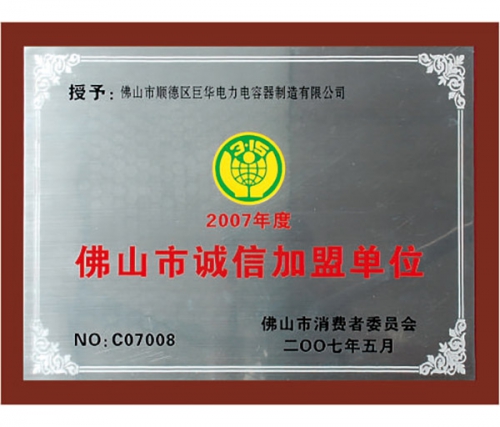 授予：佛山市顺德区巨华电力电容器制造有限公司
3·15
2007年度
佛山市诚信加盟单位
佛山市消费者委员会
NO:C07008
二〇〇七年五月